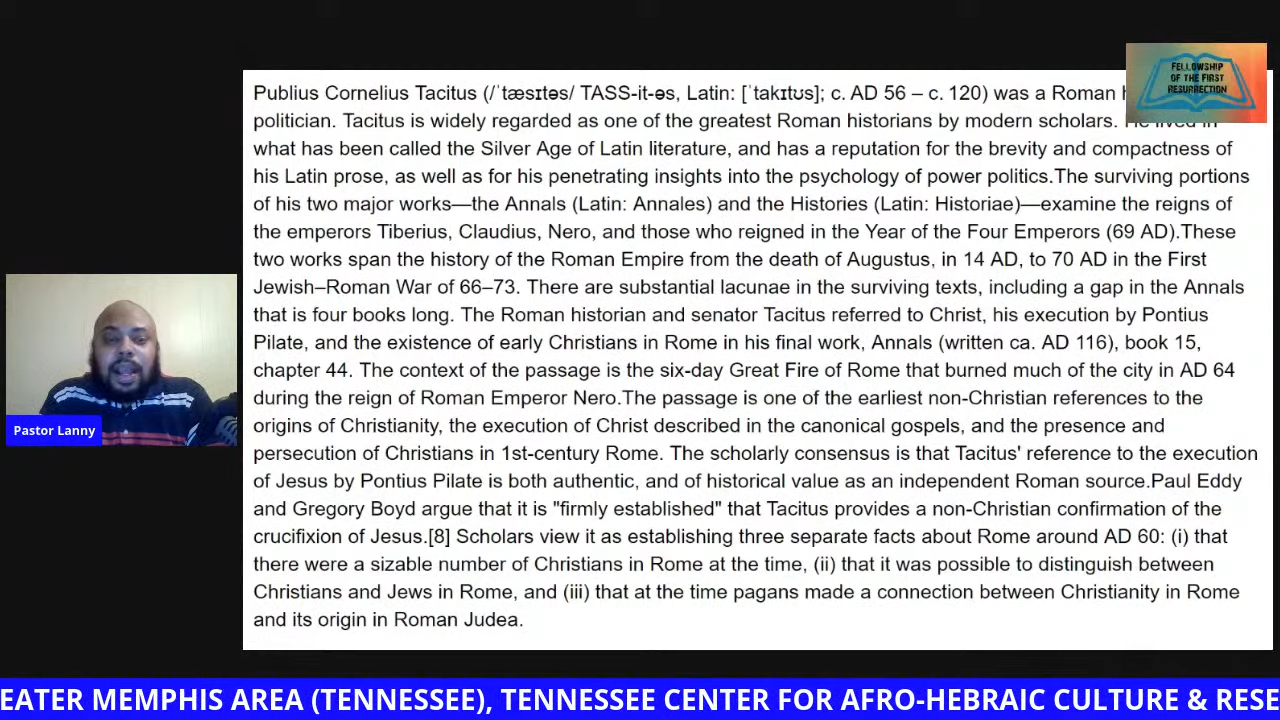 FELLOWSHIP
OF THE FIRST
RESURRECTION
Publius Cornelius Tacitus (/ˈtæsɪtəs/ TASS-it-əs, Latin: [ˈtakɪtʊs]; c. AD 56 – c. 120) was a Roman
politician. Tacitus is widely regarded as one of the greatest Roman historians by modern scholars. He lived in
what has been called the Silver Age of Latin literature, and has a reputation for the brevity and compactness of
his Latin prose, as well as for his penetrating insights into the psychology of power politics.The surviving portions
of his two major works—the Annals (Latin: Annales) and the Histories (Latin: Historiae)—examine the reigns of
the emperors Tiberius, Claudius, Nero, and those who reigned in the Year of the Four Emperors (69 AD).These
two works span the history of the Roman Empire from the death of Augustus, in 14 AD, to 70 AD in the First
Jewish–Roman War of 66–73. There are substantial lacunae in the surviving texts, including a gap in the Annals
that is four books long. The Roman historian and senator Tacitus referred to Christ, his execution by Pontius
Pilate, and the existence of early Christians in Rome in his final work, Annals (written ca. AD 116), book 15,
chapter 44. The context of the passage is the six-day Great Fire of Rome that burned much of the city in AD 64
during the reign of Roman Emperor Nero.The passage is one of the earliest non-Christian references to the
origins of Christianity, the execution of Christ described in the canonical gospels, and the presence and
persecution of Christians in 1st-century Rome. The scholarly consensus is that Tacitus' reference to the execution
of Jesus by Pontius Pilate is both authentic, and of historical value as an independent Roman source.Paul Eddy
and Gregory Boyd argue that it is "firmly established" that Tacitus provides a non-Christian confirmation of the
crucifixion of Jesus.[8] Scholars view it as establishing three separate facts about Rome around AD 60: (i) that
there were a sizable number of Christians in Rome at the time, (ii) that it was possible to distinguish between
Christians and Jews in Rome, and (iii) that at the time pagans made a connection between Christianity in Rome
and its origin in Roman Judea.
Pastor Lanny
EATER MEMPHIS AREA (TENNESSEE), TENNESSEE CENTER FOR AFRO-HEBRAIC CULTURE & RESE